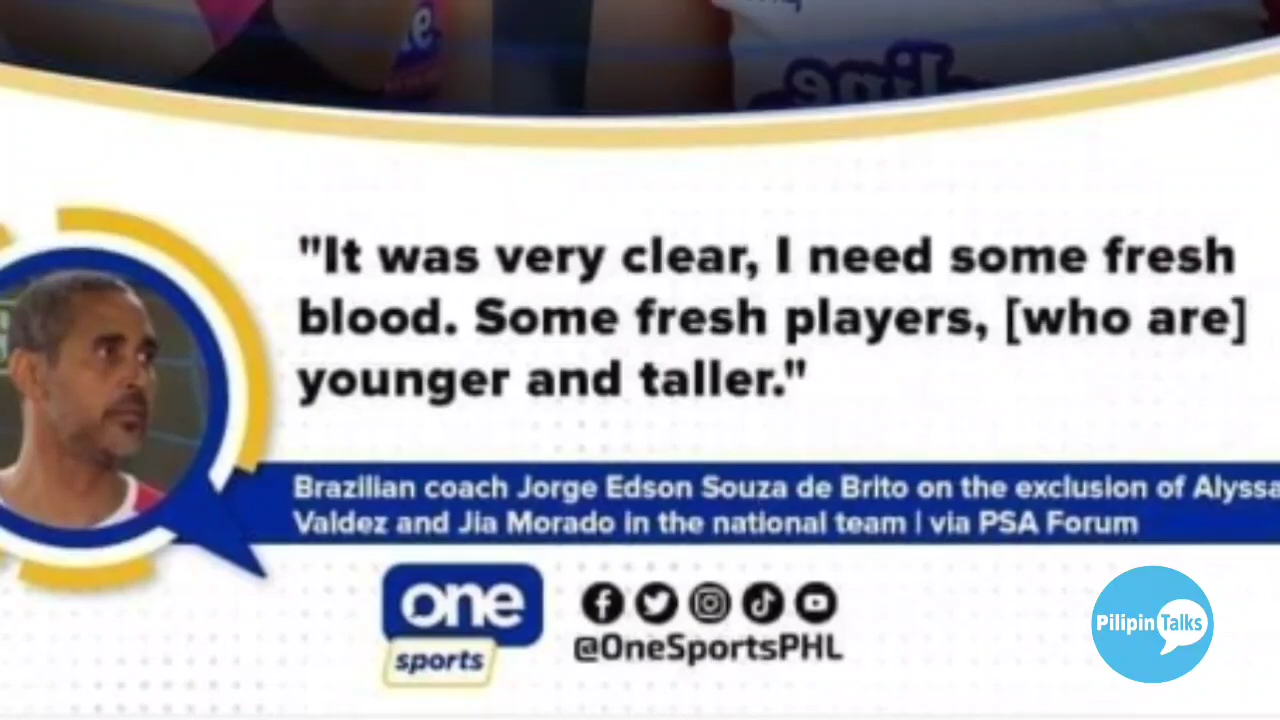 "It was very clear, I need some fresh
blood. Some fresh players, [who are]
younger and taller."
Brazilian coach Jorge Edson Souza de Brito on the exclusion of Alyssa
Valdez and Jia Morado in the national team | via PSA Forum
one
sports
@OneSportsPHL
Pilipin Talks